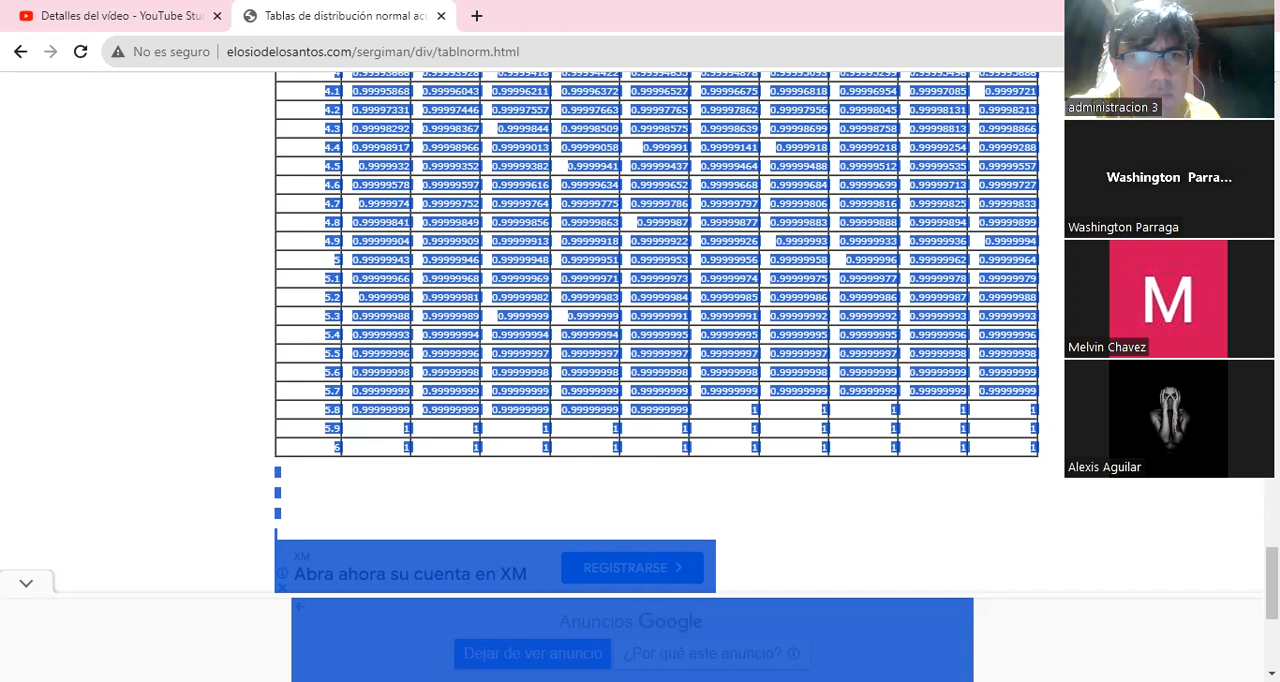 Detalles del vídeo - YouTube Stu
Tablas de distribución normal acu
No es seguro
elosiodelosantos.com/sergiman/div/tablnorm.html
4.1 0.99995868 0.99996043 0.99996211 0.99996372 0.99996527 0.99996675 0.99996818 0.99996954 0.99997085 0.9999721
4.2 0.99997331 0.99997446 0.99997557 0.99997663 0.99997765 0.99997862 0.99997956 0.99998045 0.99998131 0.99998213
4.3 0.99998292 0.99998367 0.9999844 0.99998509 0.99998575 0.99998639 0.99998699 0.99998758 0.99998813 0.99998866
4.4 0.99998917 0.99998966 0.99999013 0.99999058 0.999991 0.99999141 0.9999918 0.99999218 0.99999254 0.99999288
4.5 0.9999932 0.99999352 0.99999382 0.9999941 0.99999437 0.99999464 0.99999488 0.99999512 0.99999535 0.99999557
4.6 0.99999578 0.99999597 0.99999616 0.99999634 0.99999652 0.99999668 0.99999684 0.99999699 0.99999713 0.99999727
4.7 0.9999974 0.99999752 0.99999764 0.99999775 0.99999786 0.99999797 0.99999806 0.99999816 0.99999825 0.99999833
4.8 0.99999841 0.99999849 0.99999856 0.99999863 0.9999987 0.99999877 0.99999883 0.99999888 0.99999894 0.99999899
4.9 0.99999904 0.99999909 0.99999913 0.99999918 0.99999922 0.99999926 0.9999993 0.99999933 0.99999936 0.9999994
5 0.99999943 0.99999946 0.99999948 0.99999951 0.99999953 0.99999956 0.99999958 0.9999996 0.99999962 0.99999964
5.1 0.99999966 0.99999968 0.99999969 0.99999971 0.99999973 0.99999974 0.99999975 0.99999977 0.99999978 0.99999979
5.2 0.9999998 0.99999981 0.99999982 0.99999983 0.99999984 0.99999985 0.99999986 0.99999986 0.99999987 0.99999988
5.3 0.99999988 0.99999989 0.9999999 0.9999999 0.99999991 0.99999991 0.99999992 0.99999992 0.99999993 0.99999993
5.4 0.99999993 0.99999994 0.99999994 0.99999994 0.99999995 0.99999995 0.99999995 0.99999995 0.99999996 0.99999996
5.5 0.99999996 0.99999996 0.99999997 0.99999997 0.99999997 0.99999997 0.99999997 0.99999997 0.99999998 0.99999998
5.6 0.99999998 0.99999998 0.99999998 0.99999998 0.99999998 0.99999998 0.99999998 0.99999998 0.99999999 0.99999999
5.7 0.99999999 0.99999999 0.99999999 0.99999999 0.99999999 0.99999999 0.99999999 0.99999999 0.99999999 0.99999999
5.8 0.99999999 0.99999999 0.99999999 0.99999999 0.99999999 1 1 1 1 1
5.9 1 1 1 1 1 1 1 1 1 1
6 1 1 1 1 1 1 1 1 1 1
XM
Abra ahora su cuenta en XM
REGISTRARSE
Anuncios Google
Dejar de ver anuncio
¿Por qué este anuncio?
administracion 3
Washington Parra...
Washington Parraga
M
Melvin Chavez
Alexis Aguilar